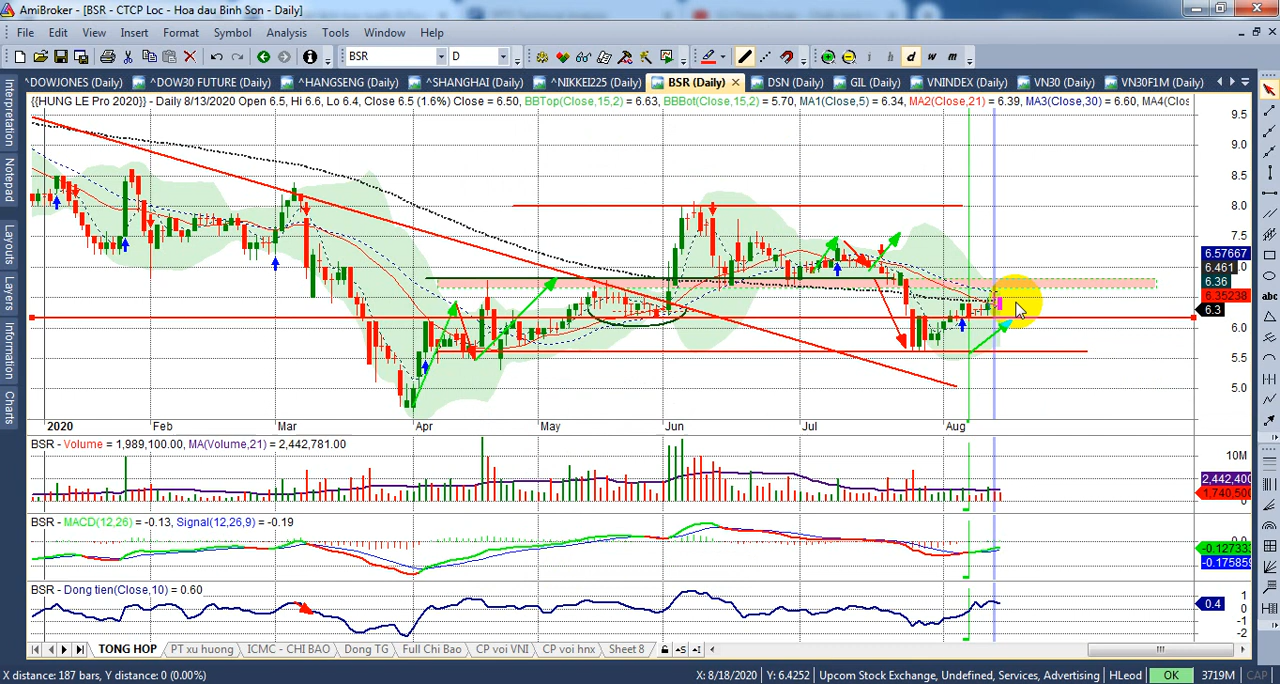 AmiBroker - [BSR - CTCP Loc - Hoa dau Binh Son - Daily]
File Edit View Insert Format Symbol Analysis Tools Window Help
BSR D i h d w m
^DOWJONES (Daily) ^DOW30 FUTURE (Daily) ^HANGSENG (Daily) ^SHANGHAI (Daily) ^NIKKEI225 (Daily) BSR (Daily) DSN (Daily) GIL (Daily) VNINDEX (Daily) VN30 (Daily) VN30F1M (Daily)
{{HUNG LE Pro 2020}} - Daily 8/13/2020 Open 6.5, Hi 6.6, Lo 6.4, Close 6.5 (1.6%) Close = 6.50, BBTop(Close,15,2) = 6.63, BBBot(Close,15,2) = 5.70, MA1(Close,5) = 6.34, MA2(Close,21) = 6.39, MA3(Close,30) = 6.60, MA4(Clos
Interpretation
Notepad
Layouts
Layers
Information
Charts
abc
9.5
9.0
8.5
8.0
7.5
6.57667
6.461
6.36
6.35238
6.3
6.0
5.5
5.0
2020 Feb Mar Apr May Jun Jul Aug
BSR - Volume = 1,989,100.00, MA(Volume,21) = 2,442,781.00
10M
2,442,400
1,740,500
BSR - MACD(12,26) = -0.13, Signal(12,26,9) = -0.19
-0.127333
-0.175859
BSR - Dong tien(Close,10) = 0.60
1
0.4
0
-1
-2
TONG HOP PT xu huong ICMC - CHI BAO Dong TG Full Chi Bao CP voi VNI CP voi hnx Sheet 8
X distance: 187 bars, Y distance: 0 (0.00%) X: 8/18/2020 Y: 6.4252 Upcom Stock Exchange, Undefined, Services, Advertising HLeod OK 3719M CAP